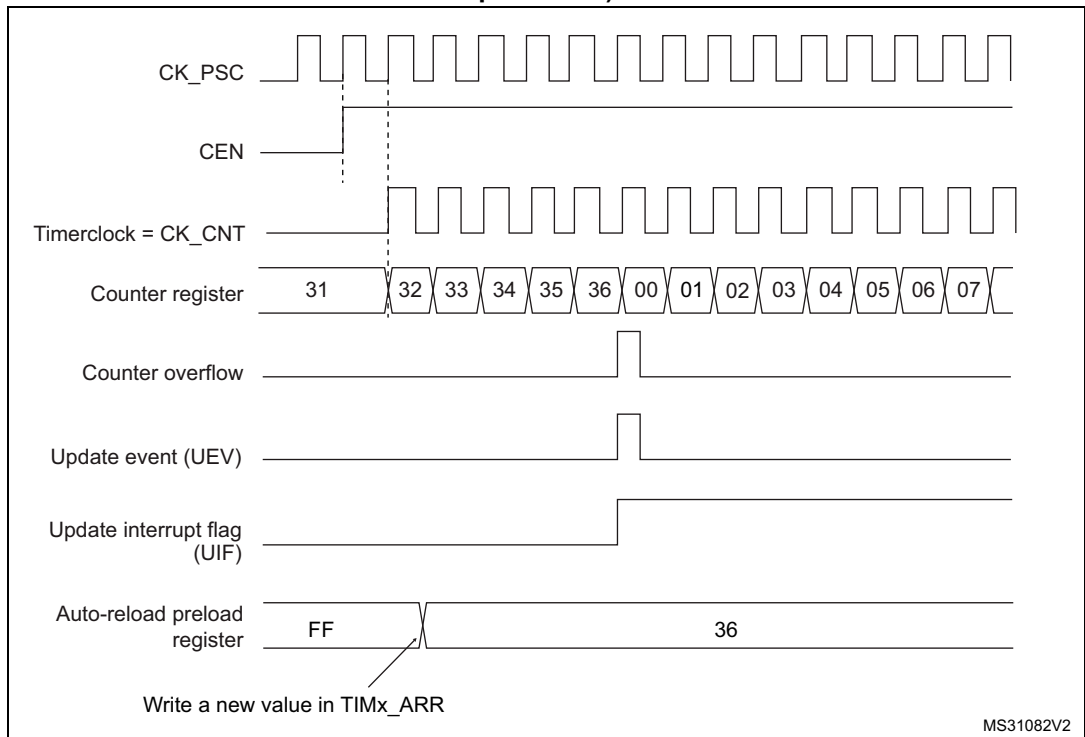 CK_PSC
CEN
Timerclock = CK_CNT
Counter register
31 32 33 34 35 36 00 01 02 03 04 05 06 07
Counter overflow
Update event (UEV)
Update interrupt flag
(UIF)
Auto-reload preload
register
FF 36
Write a new value in TIMx_ARR
MS31082V2